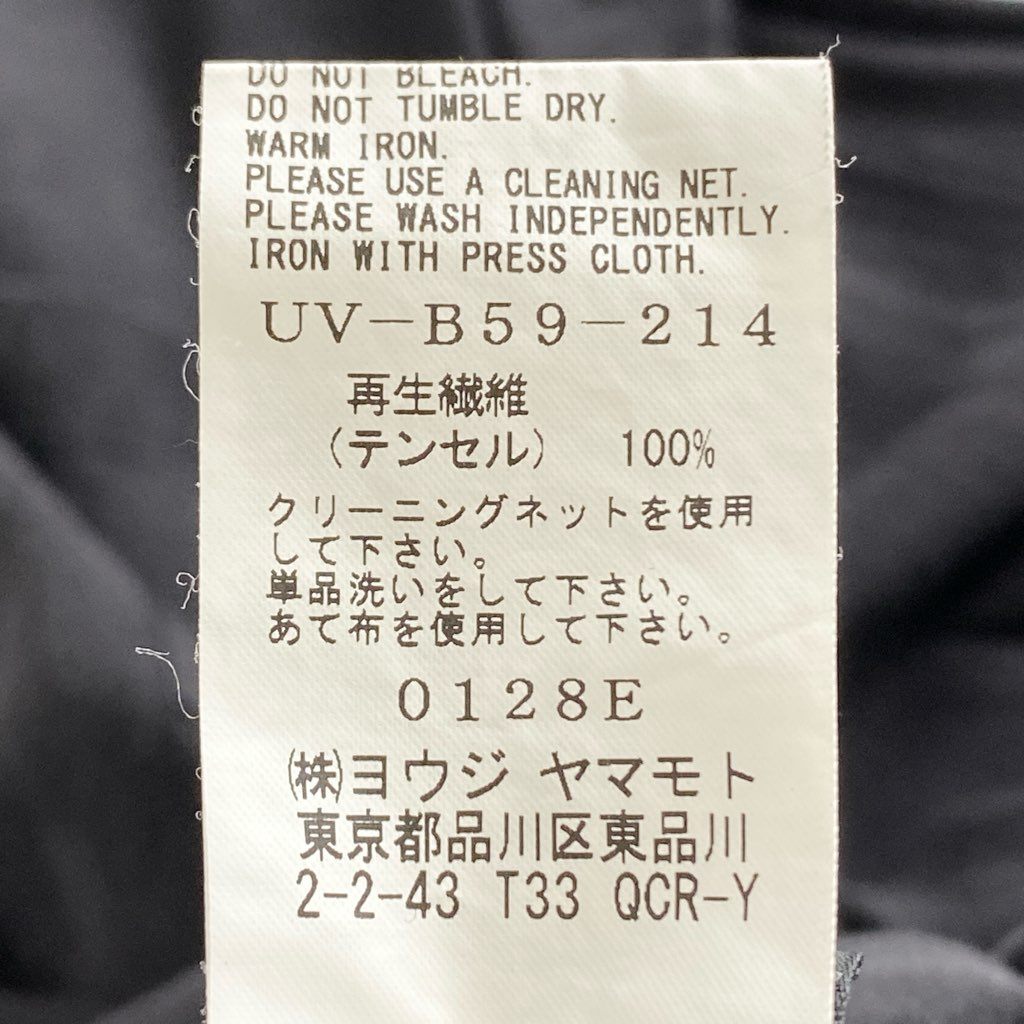 DO NOT BLEACH.
DO NOT TUMBLE DRY.
WARM IRON.
PLEASE USE A CLEANING NET.
PLEASE WASH INDEPENDENTLY.
IRON WITH PRESS CLOTH.
UV-B59-214
再生繊維
(テンセル) 100%
クリーニングネットを使用
して下さい。
単品洗いをして下さい。
あて布を使用して下さい。
0128E
㈱ヨウジ ヤマモト
東京都品川区東品川
2-2-43 T33 QCR-Y